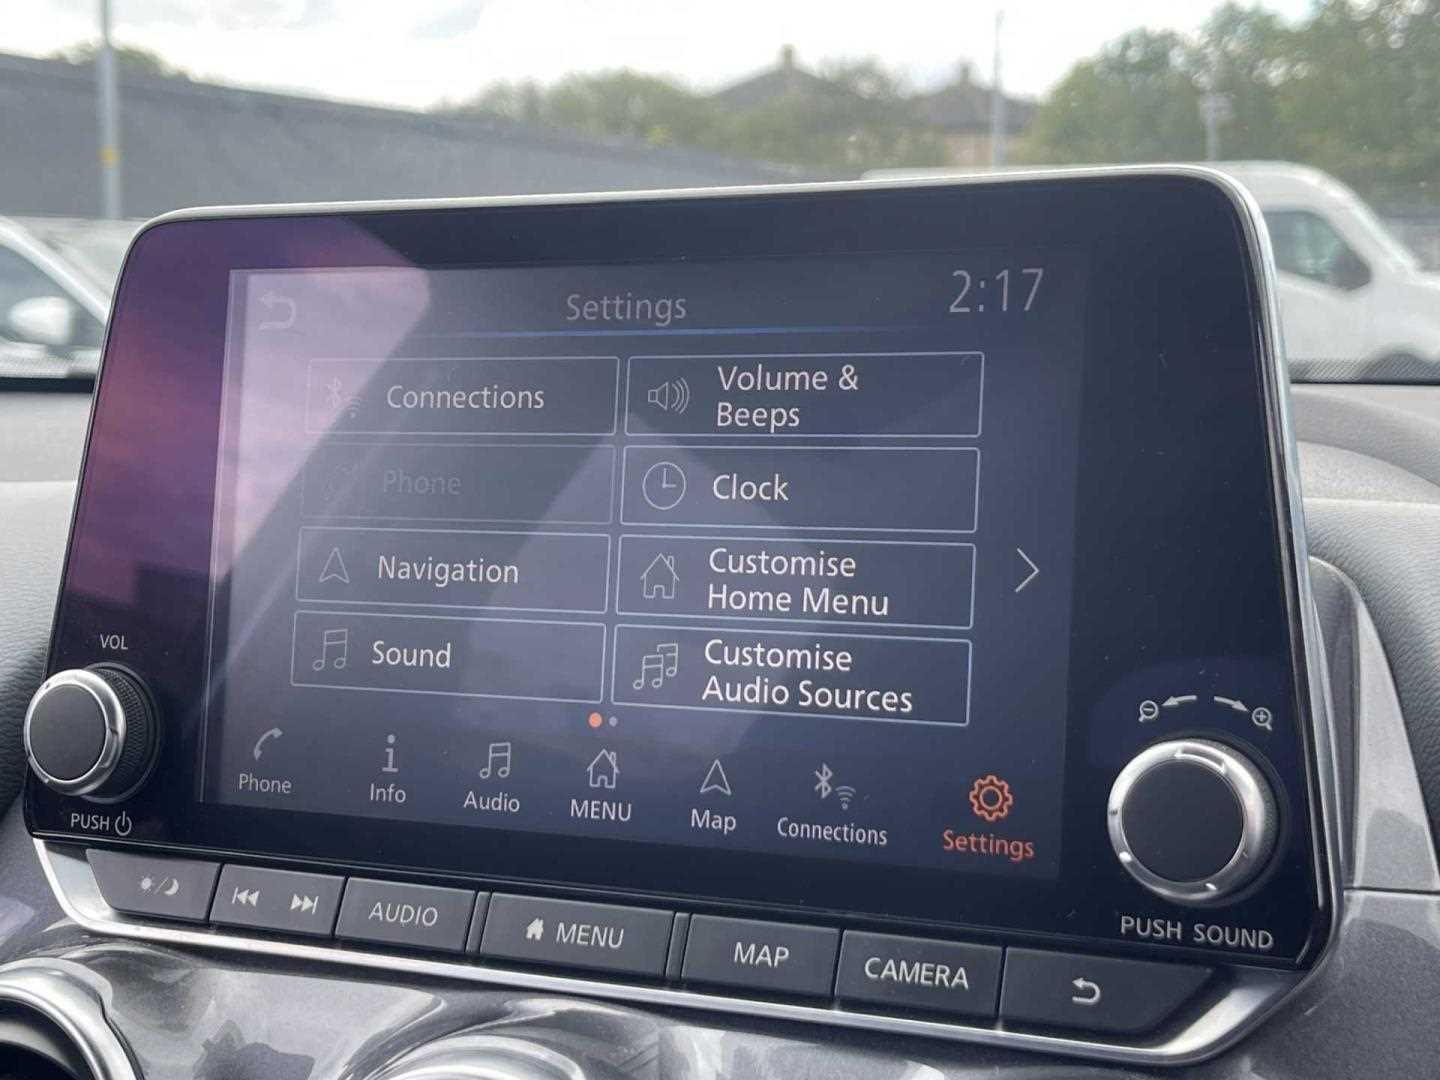 Settings
2:17
Connections
Volume &
Beeps
Phone
Clock
Navigation
Customise
Home Menu
Sound
Customise
Audio Sources
Phone
Info
Audio
MENU
Map
Connections
Settings
VOL
PUSH
PUSH SOUND
AUDIO
MENU
MAP
CAMERA